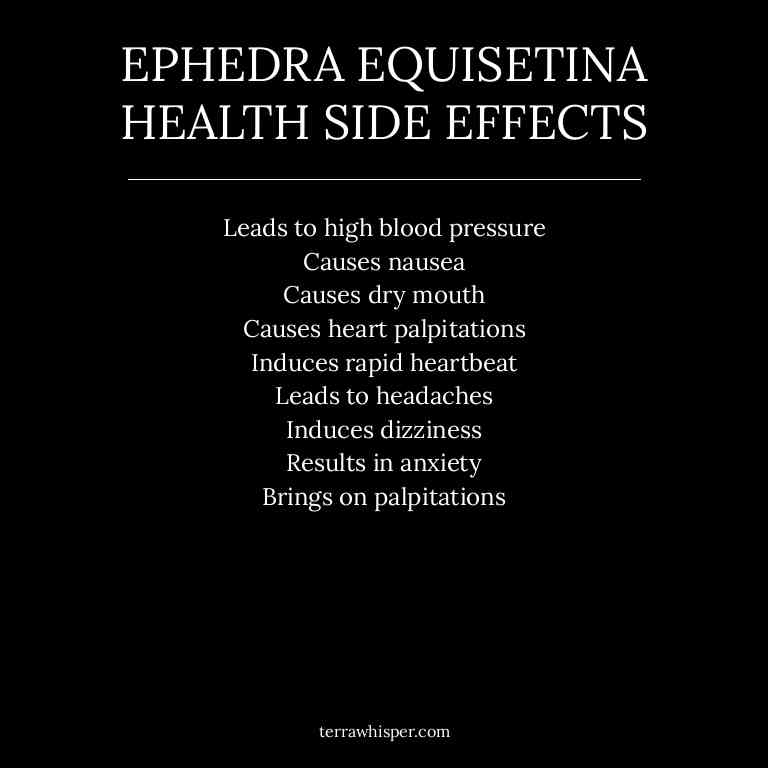 EPHEDRA EQUISETINA
HEALTH SIDE EFFECTS
Leads to high blood pressure
Causes nausea
Causes dry mouth
Causes heart palpitations
Induces rapid heartbeat
Leads to headaches
Induces dizziness
Results in anxiety
Brings on palpitations
terrawhisper.com